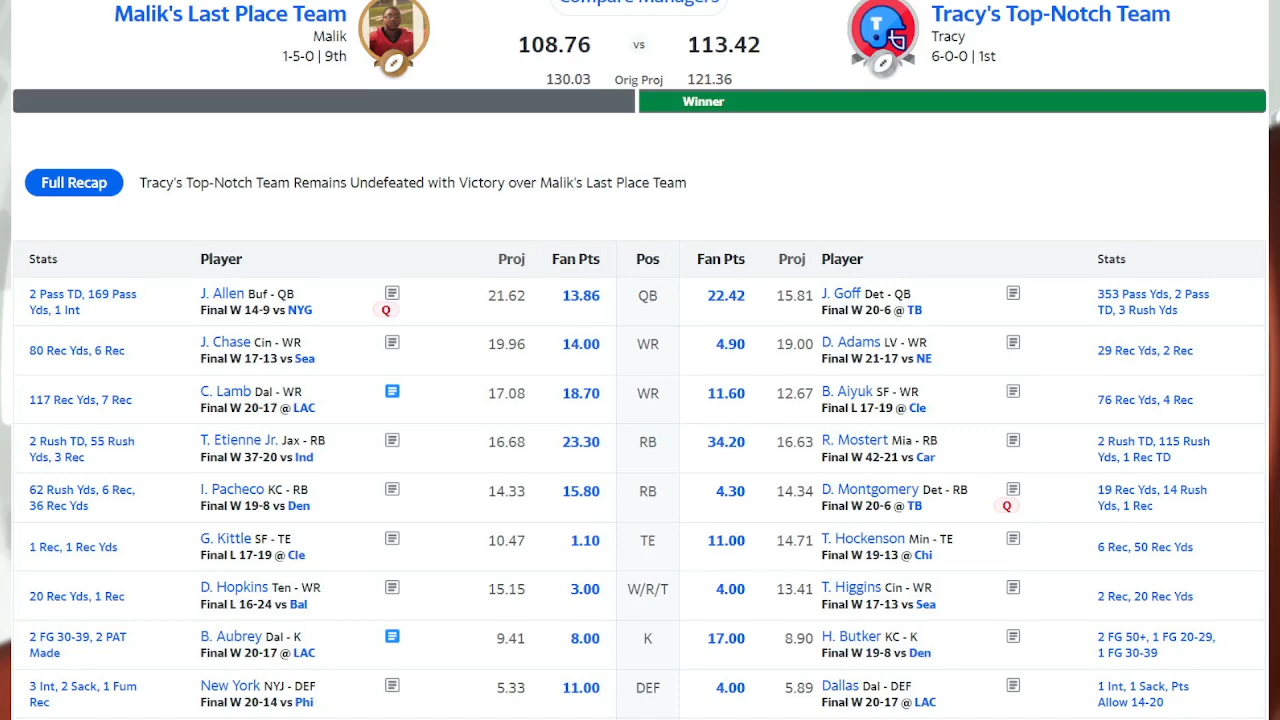 Compare Managers
Malik's Last Place Team
Malik
1-5-0 | 9th
108.76 vs 113.42
130.03 Orig Proj 121.36
T
Tracy's Top-Notch Team
Tracy
6-0-0 | 1st
Winner
Full Recap Tracy's Top-Notch Team Remains Undefeated with Victory over Malik's Last Place Team
Stats Player Proj Fan Pts Pos Fan Pts Proj Player Stats
2 Pass TD, 169 Pass J. Allen Buf - QB 21.62 13.86 QB 22.42 15.81 J. Goff Det - QB 353 Pass Yds, 2 Pass
Yds, 1 Int Final W 14-9 vs NYG Q Final W 20-6 @ TB TD, 3 Rush Yds
80 Rec Yds, 6 Rec J. Chase Cin - WR 19.96 14.00 WR 4.90 19.00 D. Adams LV - WR 29 Rec Yds, 2 Rec
Final W 17-13 vs Sea Final W 21-17 vs NE
117 Rec Yds, 7 Rec C. Lamb Dal - WR 17.08 18.70 WR 11.60 12.67 B. Aiyuk SF - WR 76 Rec Yds, 4 Rec
Final W 20-17 @ LAC Final L 17-19 @ Cle
2 Rush TD, 55 Rush T. Etienne Jr. Jax - RB 16.68 23.30 RB 34.20 16.63 R. Mostert Mia - RB 2 Rush TD, 115 Rush
Yds, 3 Rec Final W 37-20 vs Ind Final W 42-21 vs Car Yds, 1 Rec TD
62 Rush Yds, 6 Rec, I. Pacheco KC - RB 14.33 15.80 RB 4.30 14.34 D. Montgomery Det - RB 19 Rec Yds, 14 Rush
36 Rec Yds Final W 19-8 vs Den Final W 20-6 @ TB Q Yds, 1 Rec
1 Rec, 1 Rec Yds G. Kittle SF - TE 10.47 1.10 TE 11.00 14.71 T. Hockenson Min - TE 6 Rec, 50 Rec Yds
Final L 17-19 @ Cle Final W 19-13 @ Chi
20 Rec Yds, 1 Rec D. Hopkins Ten - WR 15.15 3.00 W/R/T 4.00 13.41 T. Higgins Cin - WR 2 Rec, 20 Rec Yds
Final L 16-24 vs Bal Final W 17-13 vs Sea
2 FG 30-39, 2 PAT B. Aubrey Dal - K 9.41 8.00 K 17.00 8.90 H. Butker KC - K 2 FG 50+, 1 FG 20-29,
Made Final W 20-17 @ LAC Final W 19-8 vs Den 1 FG 30-39
3 Int, 2 Sack, 1 Fum New York NYJ - DEF 5.33 11.00 DEF 4.00 5.89 Dallas Dal - DEF 1 Int, 1 Sack, Pts
Rec Final W 20-14 vs Phi Final W 20-17 @ LAC Allow 14-20